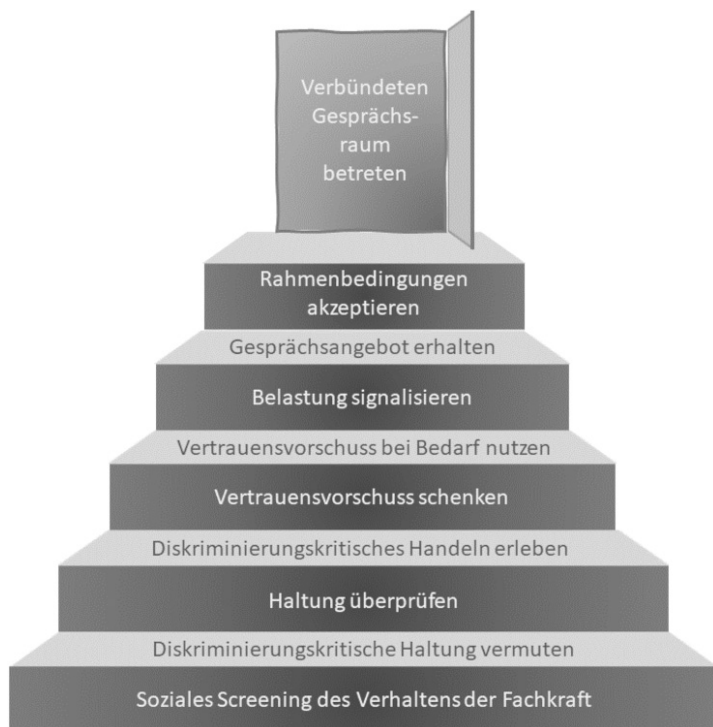 Verbündeten
Gesprächs-
raum
betreten
Rahmenbedingungen
akzeptieren
Gesprächsangebot erhalten
Belastung signalisieren
Vertrauensvorschuss bei Bedarf nutzen
Vertrauensvorschuss schenken
Diskriminierungskritisches Handeln erleben
Haltung überprüfen
Diskriminierungskritische Haltung vermuten
Soziales Screening des Verhaltens der Fachkraft